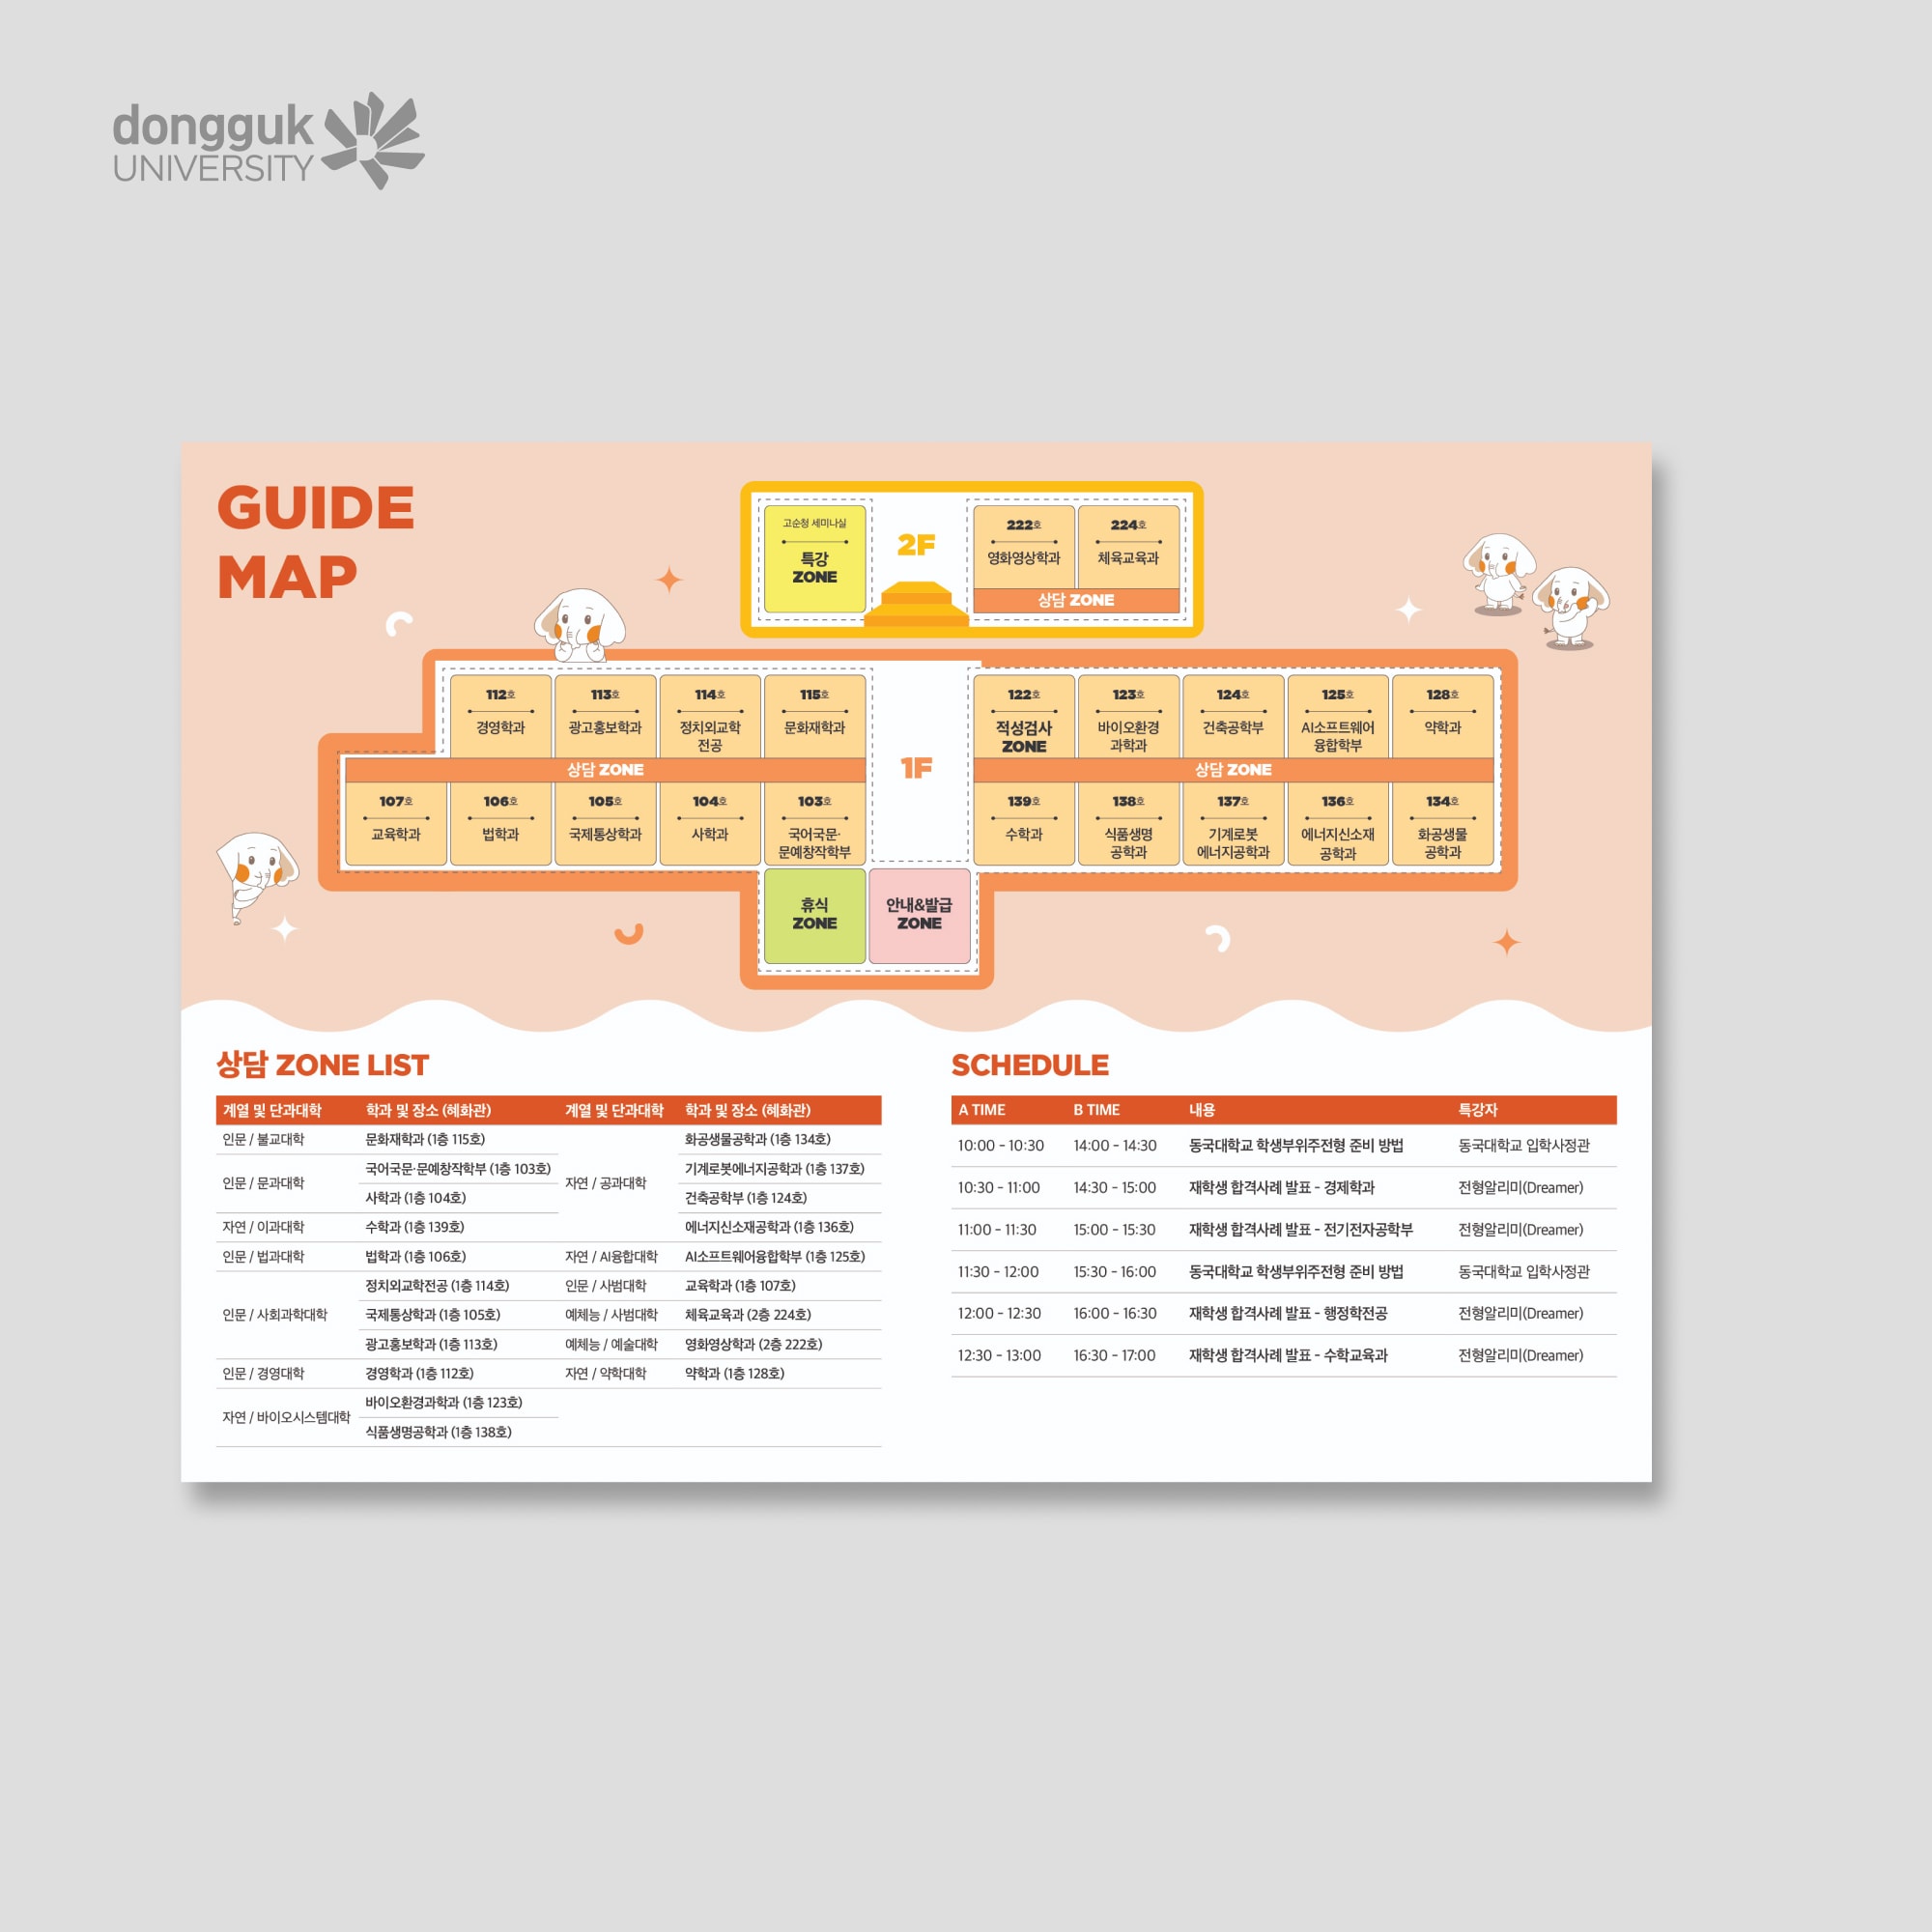 dongguk
UNIVERSITY
GUIDE
MAP
고순청 세미나실
특강
ZONE
2F
222호
영화영상학과
224호
체육교육과
상담 ZONE
112호
경영학과
113호
광고홍보학과
114호
정치외교학
전공
115호
문화재학과
122호
적성검사
ZONE
123호
바이오환경
과학과
124호
건축공학부
125호
AI소프트웨어
융합학부
128호
약학과
상담 ZONE
1F
상담 ZONE
107호
교육학과
106호
법학과
105호
국제통상학과
104호
사학과
103호
국어국문·
문예창작학부
139호
수학과
138호
식품생명
공학과
137호
기계로봇
에너지공학과
136호
에너지신소재
공학과
134호
화공생물
공학과
휴식
ZONE
안내&발급
ZONE
상담 ZONE LIST
계열 및 단과대학 학과 및 장소 (혜화관) 계열 및 단과대학 학과 및 장소 (혜화관)
인문 / 불교대학 문화재학과 (1층 115호)
인문 / 문과대학 국어국문·문예창작학부 (1층 103호)
사학과 (1층 104호)
자연 / 이과대학 수학과 (1층 139호)
인문 / 법과대학 법학과 (1층 106호)
인문 / 사회과학대학 정치외교학전공 (1층 114호)
국제통상학과 (1층 105호)
광고홍보학과 (1층 113호)
인문 / 경영대학 경영학과 (1층 112호)
자연 / 바이오시스템대학 바이오환경과학과 (1층 123호)
식품생명공학과 (1층 138호)
자연 / 공과대학 화공생물공학과 (1층 134호)
기계로봇에너지공학과 (1층 137호)
건축공학부 (1층 124호)
에너지신소재공학과 (1층 136호)
자연 / AI융합대학 AI소프트웨어융합학부 (1층 125호)
인문 / 사범대학 교육학과 (1층 107호)
예체능 / 사범대학 체육교육과 (2층 224호)
예체능 / 예술대학 영화영상학과 (2층 222호)
자연 / 약학대학 약학과 (1층 128호)
SCHEDULE
A TIME B TIME 내용 특강자
10:00 - 10:30 14:00 - 14:30 동국대학교 학생부위주전형 준비 방법 동국대학교 입학사정관
10:30 - 11:00 14:30 - 15:00 재학생 합격사례 발표 - 경제학과 전형알리미(Dreamer)
11:00 - 11:30 15:00 - 15:30 재학생 합격사례 발표 - 전기전자공학부 전형알리미(Dreamer)
11:30 - 12:00 15:30 - 16:00 동국대학교 학생부위주전형 준비 방법 동국대학교 입학사정관
12:00 - 12:30 16:00 - 16:30 재학생 합격사례 발표 - 행정학전공 전형알리미(Dreamer)
12:30 - 13:00 16:30 - 17:00 재학생 합격사례 발표 - 수학교육과 전형알리미(Dreamer)